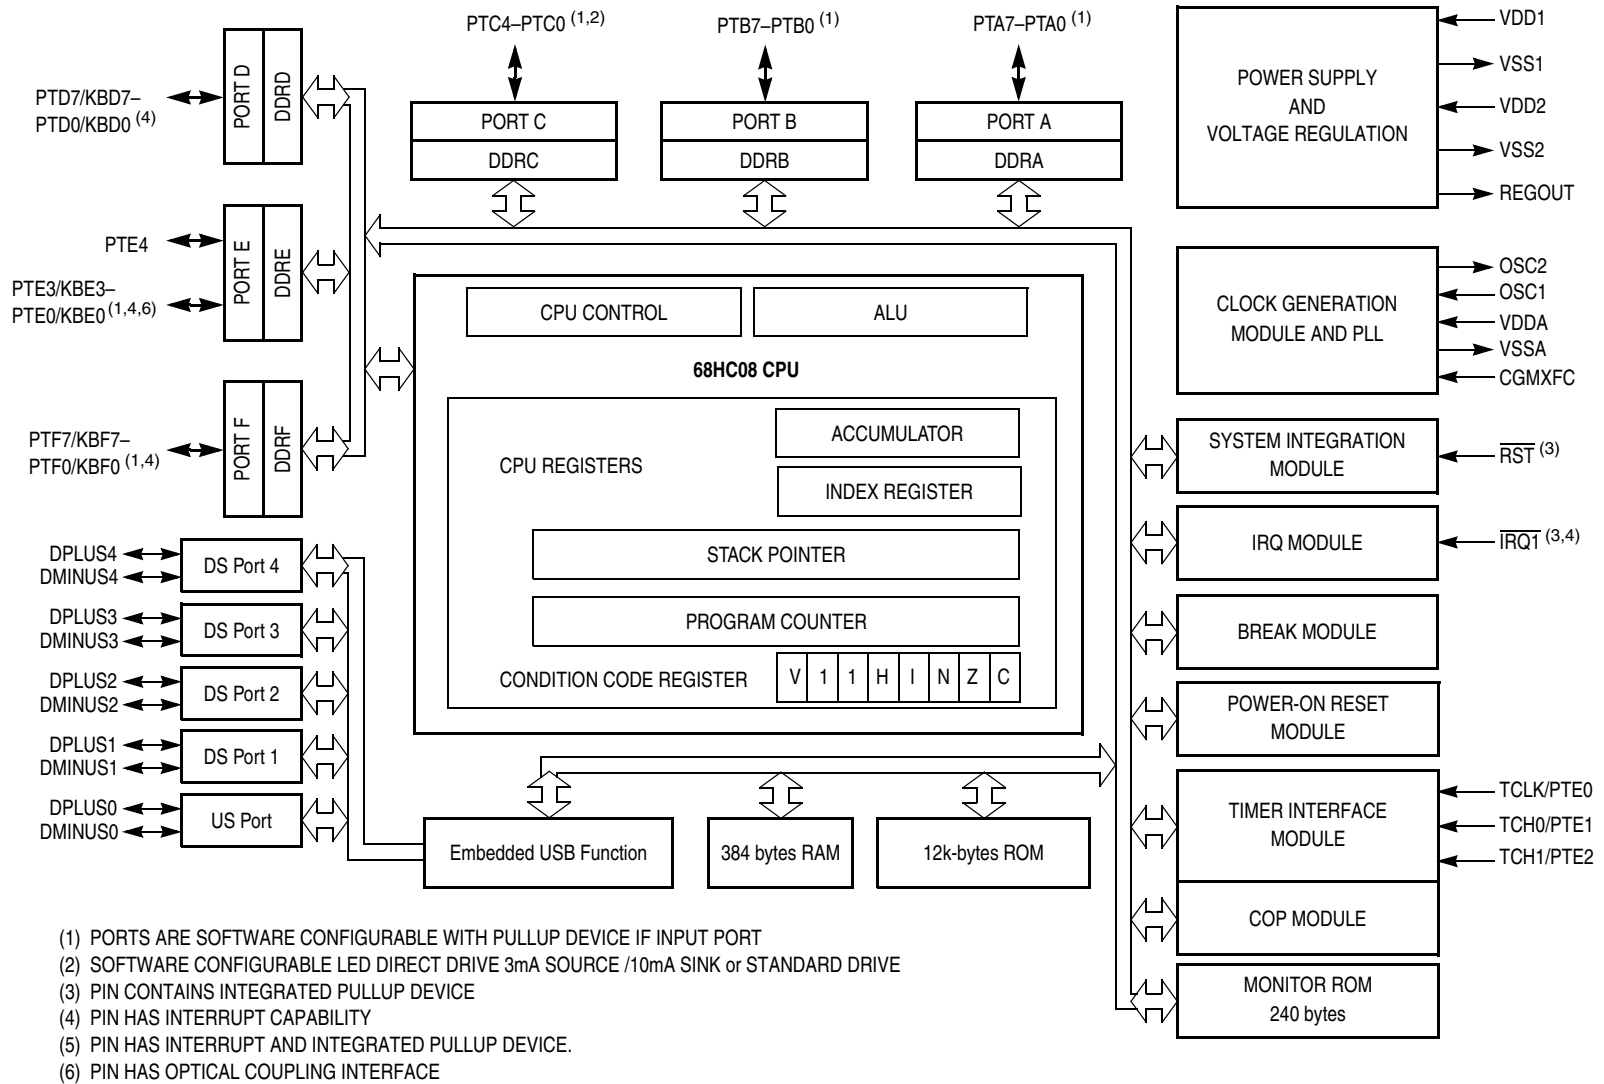 PTC4–PTC0 (1,2)
PTB7–PTB0 (1)
PTA7–PTA0 (1)
PORT C
DDRC
PORT B
DDRB
PORT A
DDRA
PTD7/KBD7–
PTD0/KBD0 (4)
PORT D
DDRD
PTE4
PTE3/KBE3–
PTE0/KBE0 (1,4,6)
PORT E
DDRE
PTF7/KBF7–
PTF0/KBF0 (1,4)
PORT F
DDRF
DPLUS4
DMINUS4
DS Port 4
DPLUS3
DMINUS3
DS Port 3
DPLUS2
DMINUS2
DS Port 2
DPLUS1
DMINUS1
DS Port 1
DPLUS0
DMINUS0
US Port
CPU CONTROL
ALU
68HC08 CPU
CPU REGISTERS
ACCUMULATOR
INDEX REGISTER
STACK POINTER
PROGRAM COUNTER
CONDITION CODE REGISTER
V 1 1 H I N Z C
Embedded USB Function
384 bytes RAM
12k-bytes ROM
POWER SUPPLY
AND
VOLTAGE REGULATION
VDD1
VSS1
VDD2
VSS2
REGOUT
CLOCK GENERATION
MODULE AND PLL
OSC2
OSC1
VDDA
VSSA
CGMXFC
SYSTEM INTEGRATION
MODULE
RST (3)
IRQ MODULE
IRQ1 (3,4)
BREAK MODULE
POWER-ON RESET
MODULE
TIMER INTERFACE
MODULE
TCLK/PTE0
TCH0/PTE1
TCH1/PTE2
COP MODULE
MONITOR ROM
240 bytes
(1) PORTS ARE SOFTWARE CONFIGURABLE WITH PULLUP DEVICE IF INPUT PORT
(2) SOFTWARE CONFIGURABLE LED DIRECT DRIVE 3mA SOURCE /10mA SINK or STANDARD DRIVE
(3) PIN CONTAINS INTEGRATED PULLUP DEVICE
(4) PIN HAS INTERRUPT CAPABILITY
(5) PIN HAS INTERRUPT AND INTEGRATED PULLUP DEVICE.
(6) PIN HAS OPTICAL COUPLING INTERFACE